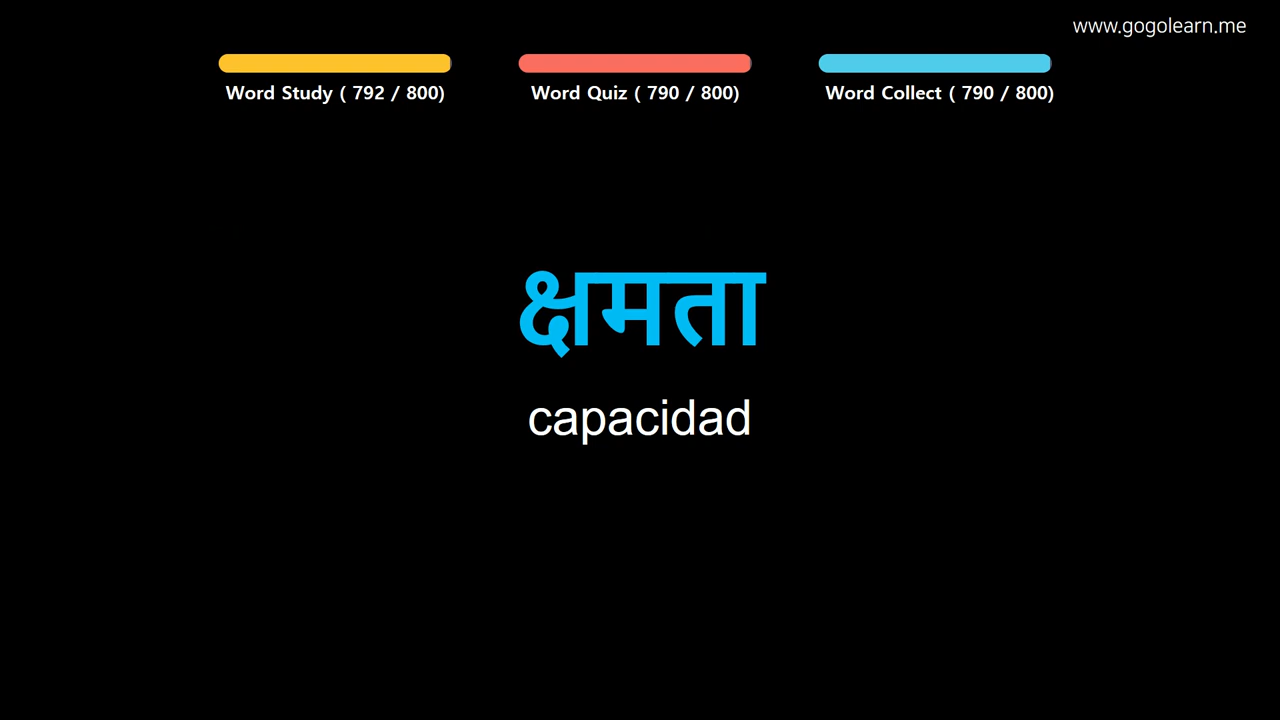 www.gogolearn.me
Word Study ( 792 / 800)
Word Quiz ( 790 / 800)
Word Collect ( 790 / 800)
क्षमता
capacidad